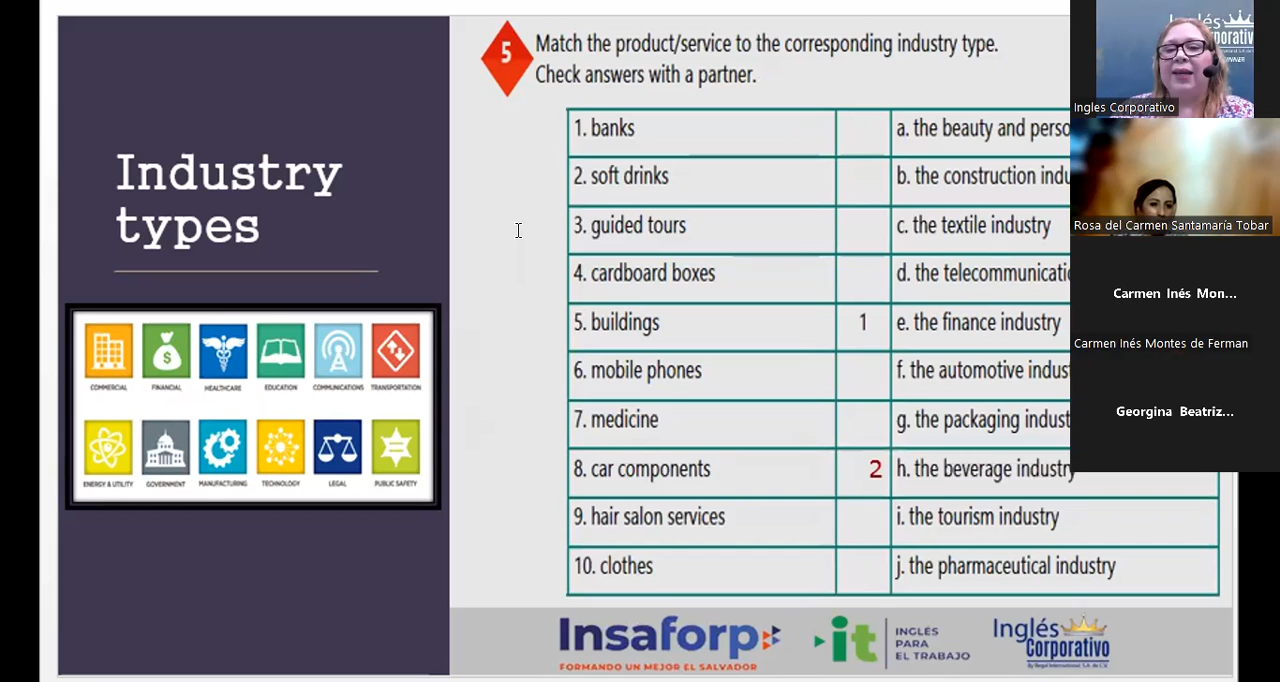 Industry
types
COMMERCIAL
FINANCIAL
HEALTHCARE
EDUCATION
COMMUNICATIONS
TRANSPORTATION
ENERGY & UTILITY
GOVERNMENT
MANUFACTURING
TECHNOLOGY
LEGAL
PUBLIC SAFETY
5
Match the product/service to the corresponding industry type.
Check answers with a partner.
1. banks a. the beauty and perso
2. soft drinks b. the construction indu
3. guided tours c. the textile industry
4. cardboard boxes d. the telecommunicati
5. buildings 1 e. the finance industry
6. mobile phones f. the automotive indus
7. medicine g. the packaging indust
8. car components 2 h. the beverage industry
9. hair salon services i. the tourism industry
10. clothes j. the pharmaceutical industry
Insaforp
FORMANDO UN MEJOR EL SALVADOR
it
INGLÉS
PARA
EL TRABAJO
Inglés
Corporativo
By Regal International, S.A. de C.V.
Ingles Corporativo
Rosa del Carmen Santamaría Tobar
Carmen Inés Mon...
Carmen Inés Montes de Ferman
Georgina Beatriz...